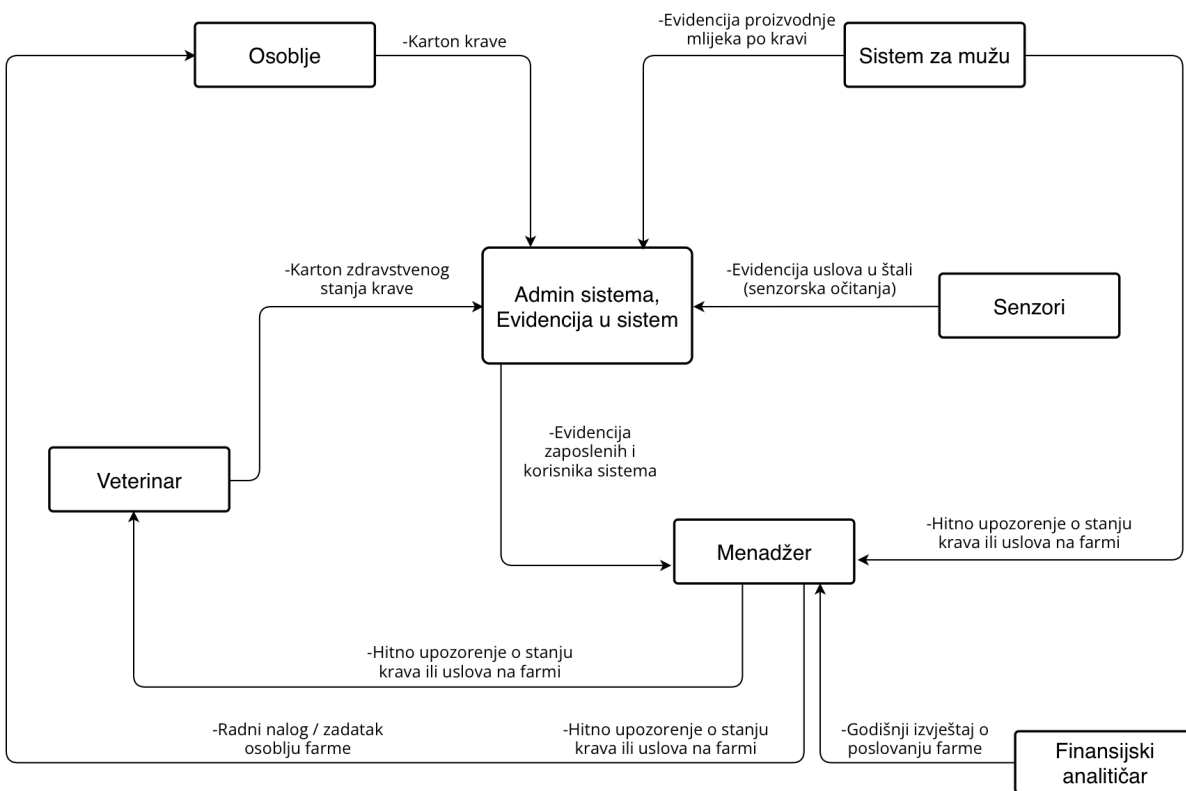 Osoblje
-Karton krave
-Evidencija proizvodnje
mlijeka po kravi
Sistem za mužu
-Karton zdravstvenog
stanja krave
Admin sistema,
Evidencija u sistem
-Evidencija uslova u štali
(senzorska očitanja)
Senzori
-Evidencija
zaposlenih i
korisnika sistema
Veterinar
Menadžer
-Hitno upozorenje o stanju
krava ili uslova na farmi
-Hitno upozorenje o stanju
krava ili uslova na farmi
-Radni nalog / zadatak
osoblju farme
-Hitno upozorenje o stanju
krava ili uslova na farmi
-Godišnji izvještaj o
poslovanju farme
Finansijski
analitičar